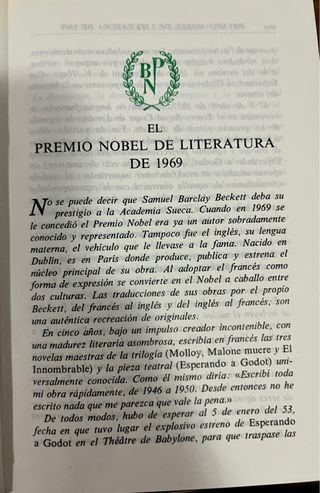 BPN
EL
PREMIO NOBEL DE LITERATURA
DE 1969
No se puede decir que Samuel Barclay Beckett deba su
prestigio a la Academia Sueca. Cuando en 1969 se
le concedió el Premio Nobel era ya un autor sobradamente
conocido y representado. Tampoco fue el inglés, su lengua
materna, el vehículo que le llevase a la fama. Nacido en
Dublín, es en París donde produce, publica y estrena el
núcleo principal de su obra. Al adoptar el francés como
forma de expresión se convierte en el Nobel a caballo entre
dos culturas. Las traducciones de sus obras por el propio
Beckett, del francés al inglés y del inglés al francés, son
una auténtica recreación de originales.
En cinco años, bajo un impulso creador incontenible, con
una madurez literaria asombrosa, escribía en francés las tres
novelas maestras de la trilogía (Molloy, Malone muere y El
Innombrable) y la pieza teatral (Esperando a Godot) uni-
versalmente conocida. Como él mismo diría: «Escribí toda
mi obra rápidamente, de 1946 a 1950. Desde entonces no he
escrito nada que me parezca que vale la pena.»
De todos modos, hubo de esperar al 5 de enero del 53,
fecha en que tuvo lugar el explosivo estreno de Esperando
a Godot en el Théâtre de Babylone, para que traspase las